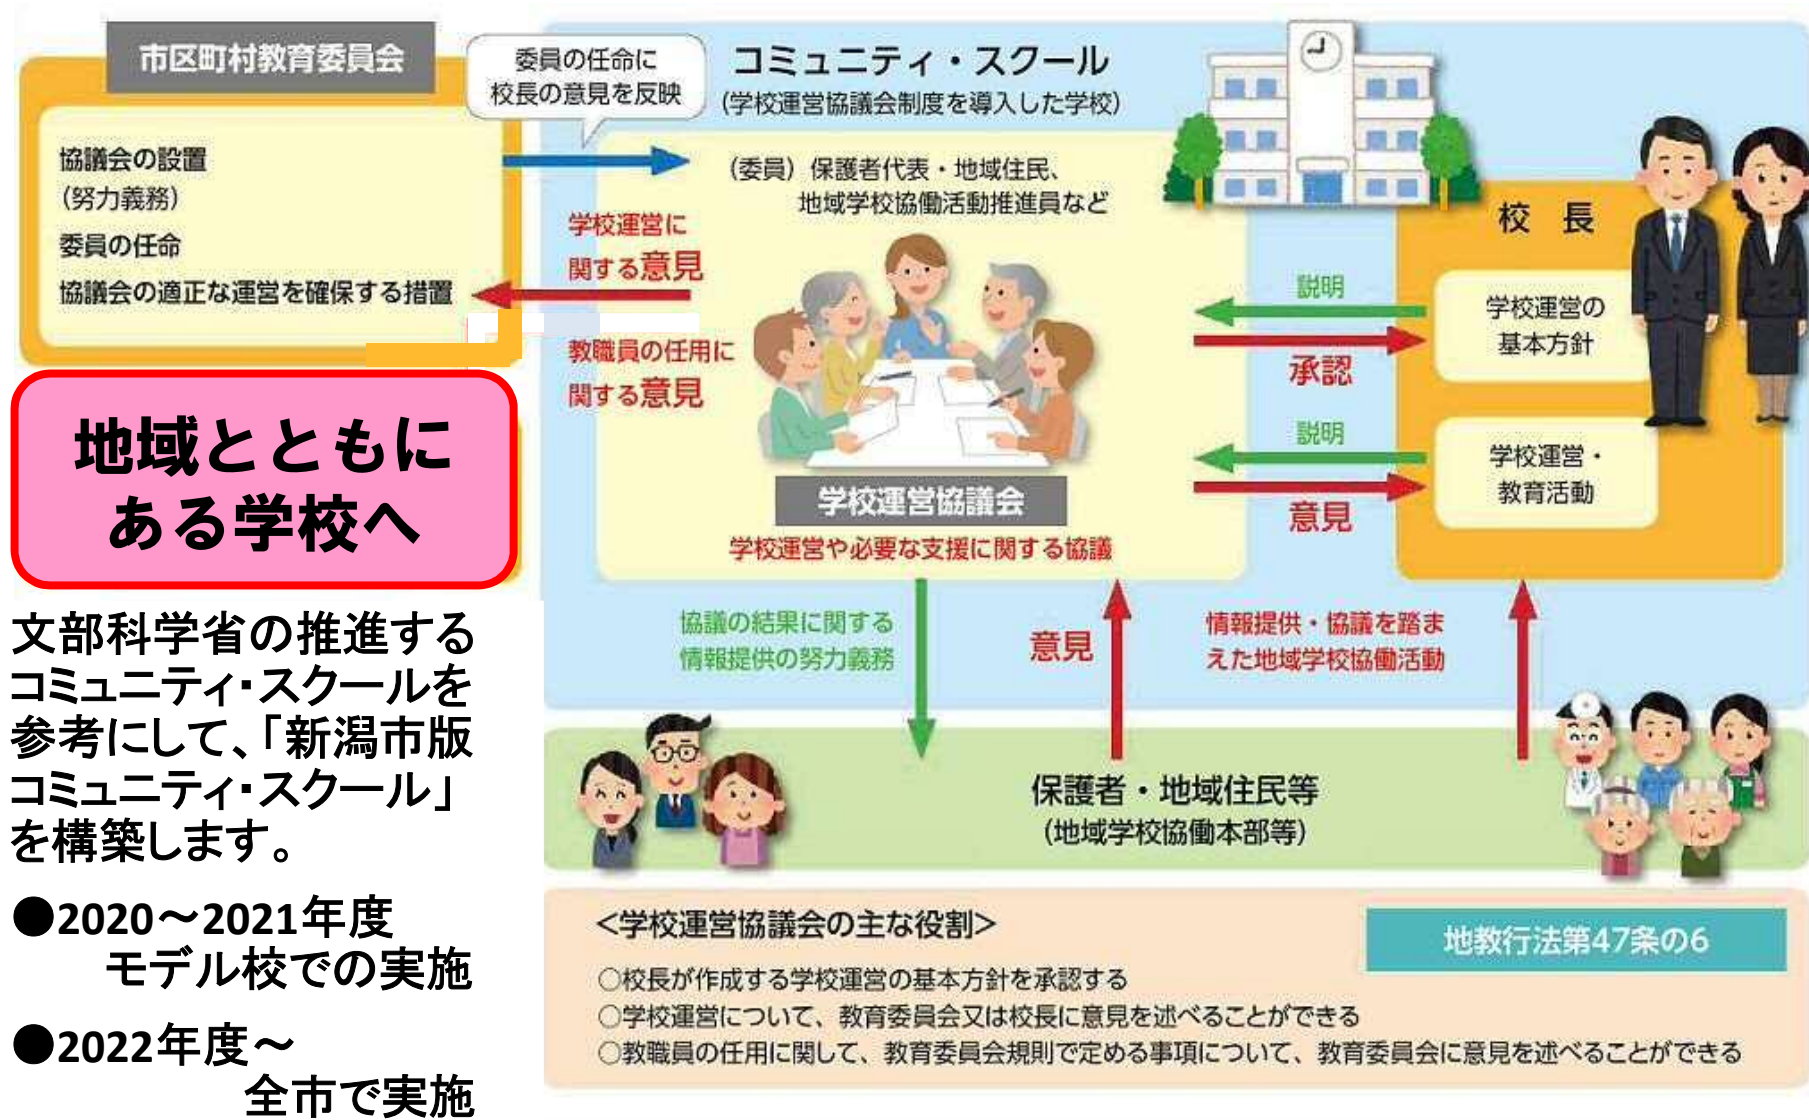 市区町村教育委員会
協議会の設置
(努力義務)
委員の任命
協議会の適正な運営を確保する措置
委員の任命に
校長の意見を反映
コミュニティ・スクール
(学校運営協議会制度を導入した学校)
(委員) 保護者代表・地域住民、
地域学校協働活動推進員など
学校運営に
関する意見
教職員の任用に
関する意見
学校運営協議会
学校運営や必要な支援に関する協議
校 長
説明
承認
学校運営の
基本方針
説明
意見
学校運営・
教育活動
地域とともに
ある学校へ
協議の結果に関する
情報提供の努力義務
意見
情報提供・協議を踏ま
えた地域学校協働活動
保護者・地域住民等
(地域学校協働本部等)
文部科学省の推進する
コミュニティ・スクールを
参考にして、「新潟市版
コミュニティ・スクール」
を構築します。
●2020～2021年度
モデル校での実施
●2022年度～
全市で実施
<学校運営協議会の主な役割>
地教行法第47条の6
○校長が作成する学校運営の基本方針を承認する
○学校運営について、教育委員会又は校長に意見を述べることができる
○教職員の任用に関して、教育委員会規則で定める事項について、教育委員会に意見を述べることができる